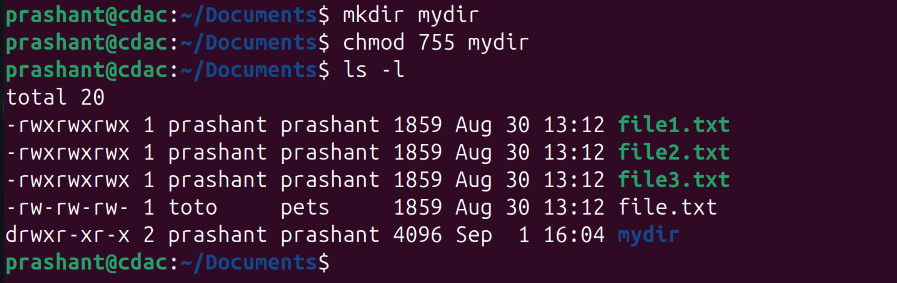 prashant@cdac:~/Documents$ mkdir mydir
prashant@cdac:~/Documents$ chmod 755 mydir
prashant@cdac:~/Documents$ ls -l
total 20
-rwxrwxrwx 1 prashant prashant 1859 Aug 30 13:12 file1.txt
-rwxrwxrwx 1 prashant prashant 1859 Aug 30 13:12 file2.txt
-rwxrwxrwx 1 prashant prashant 1859 Aug 30 13:12 file3.txt
-rw-rw-rw- 1 toto     pets     1859 Aug 30 13:12 file.txt
drwxr-xr-x 2 prashant prashant 4096 Sep  1 16:04 mydir
prashant@cdac:~/Documents$